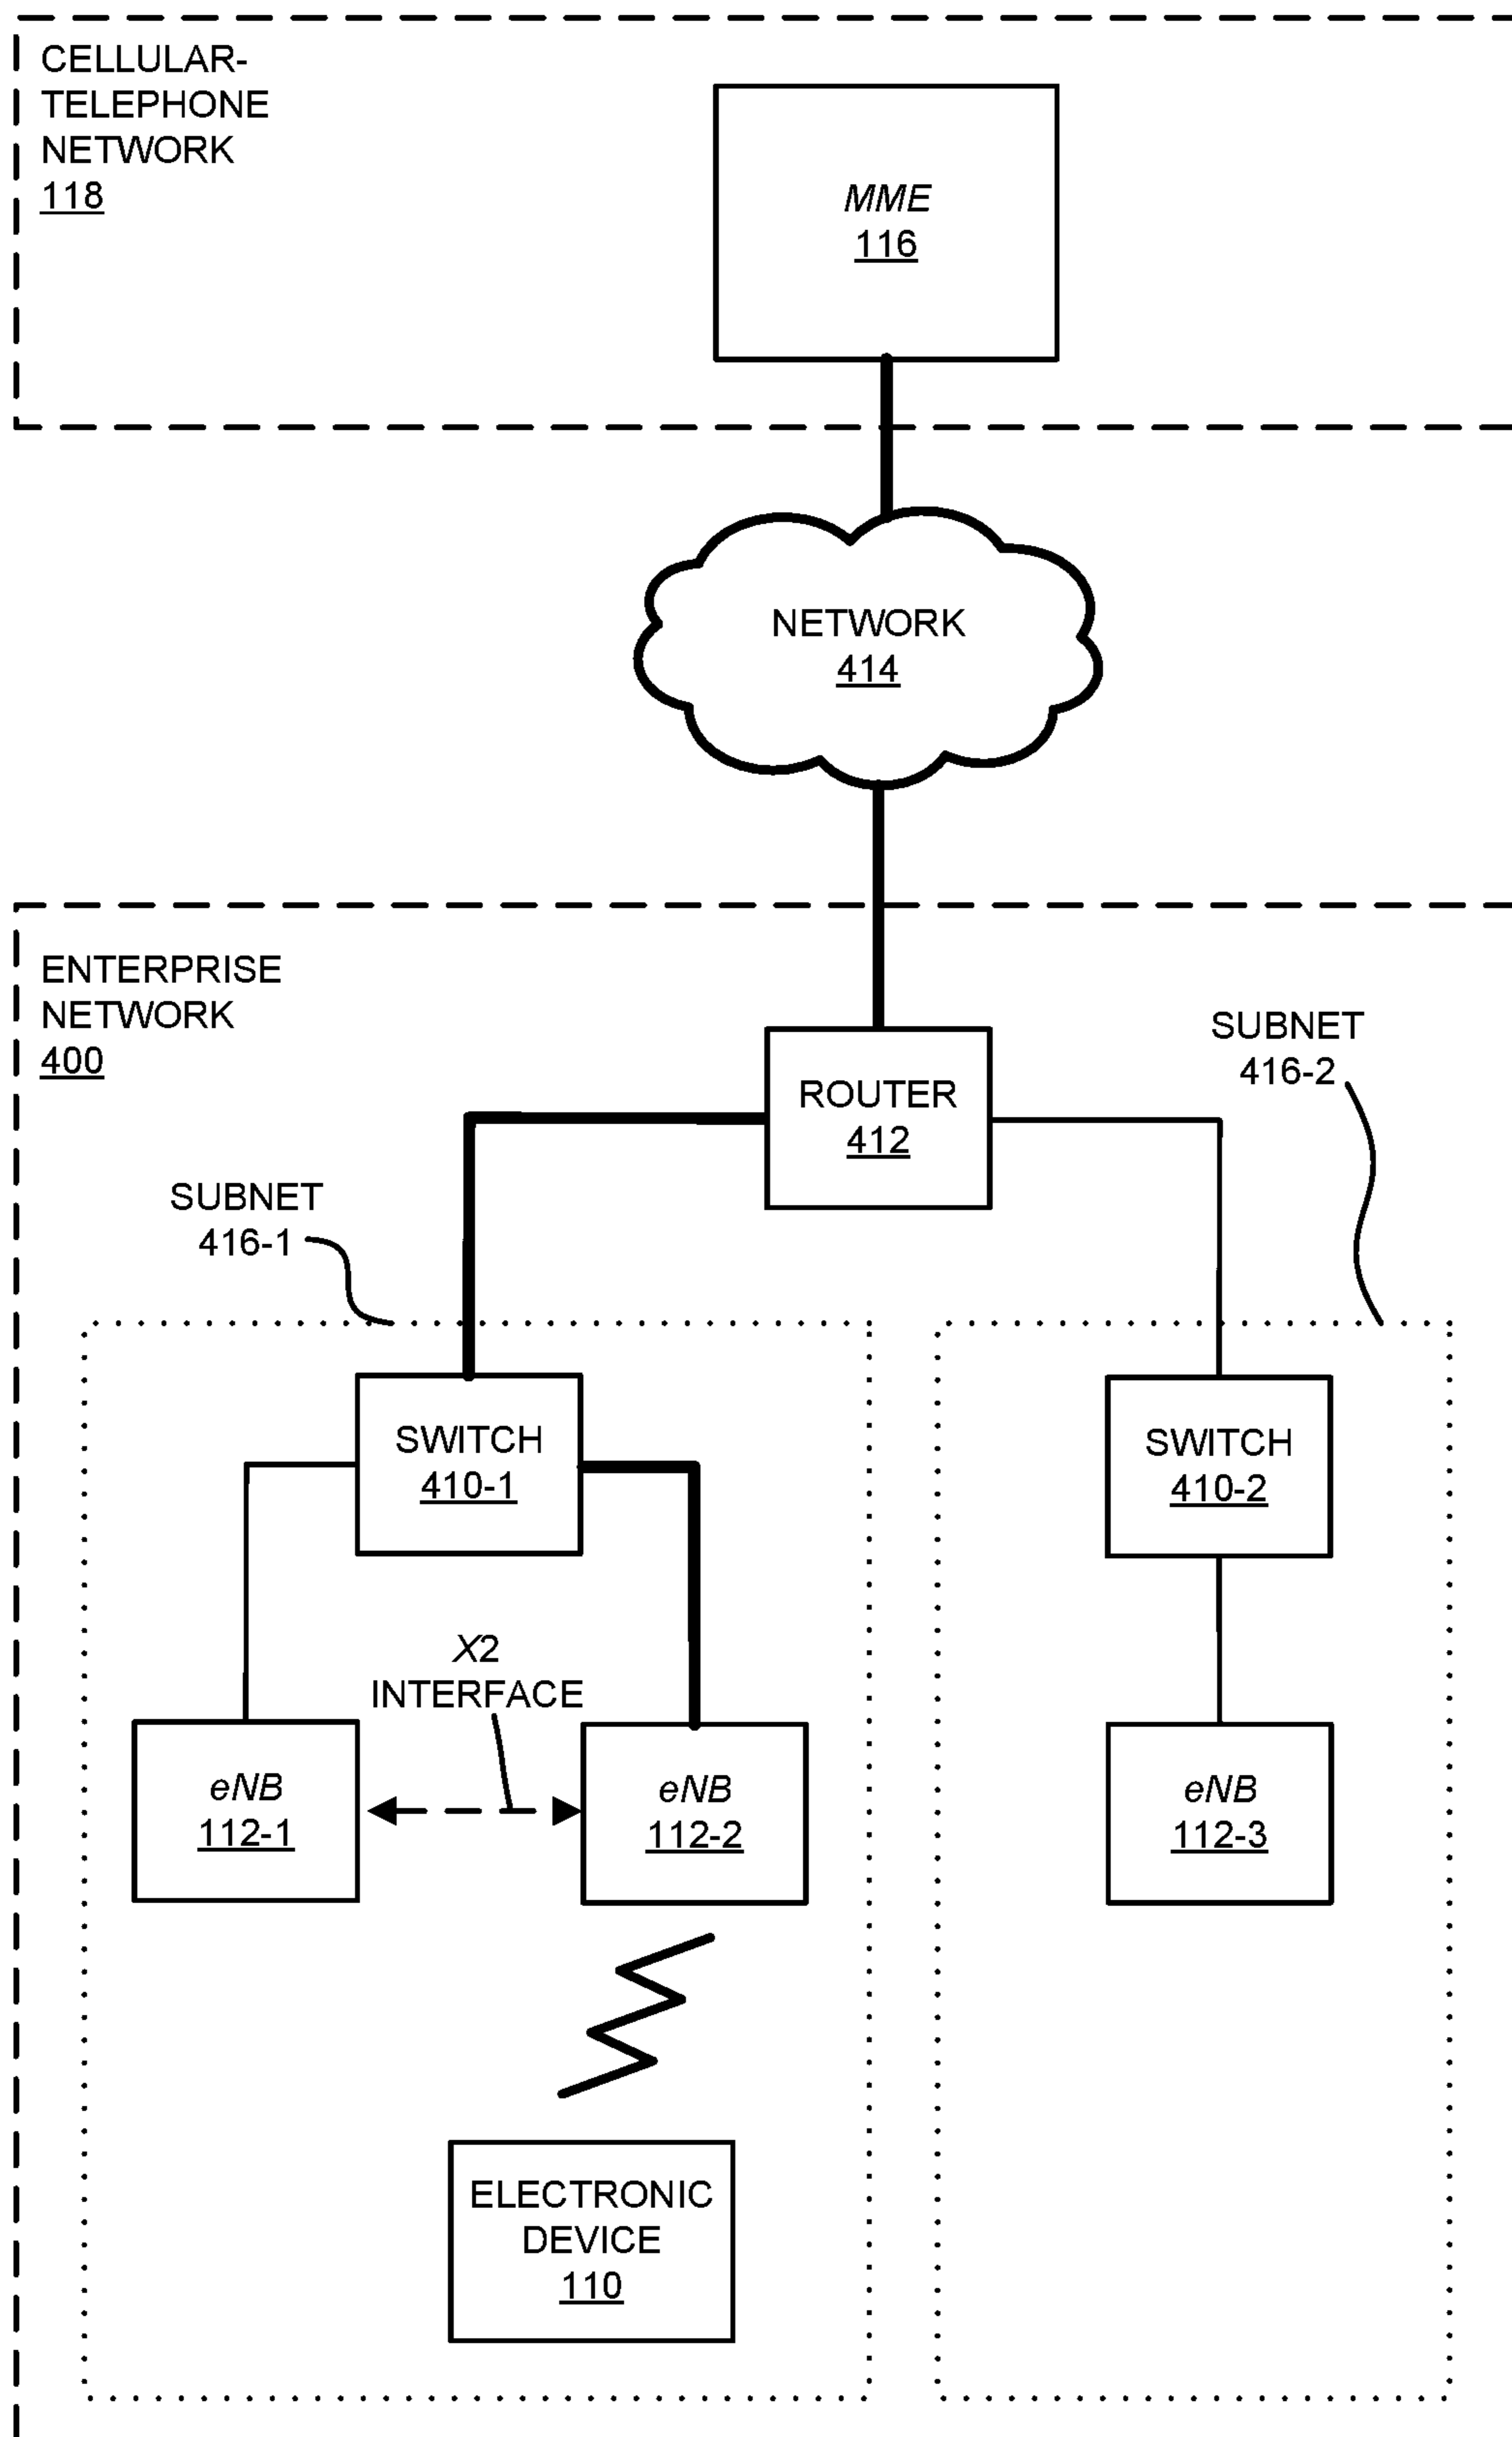 CELLULAR-
TELEPHONE
NETWORK
118
MME
116
NETWORK
414
ENTERPRISE
NETWORK
400
SUBNET
416-2
ROUTER
412
SUBNET
416-1
SWITCH
410-1
SWITCH
410-2
X2
INTERFACE
eNB
112-1
eNB
112-2
eNB
112-3
ELECTRONIC
DEVICE
110